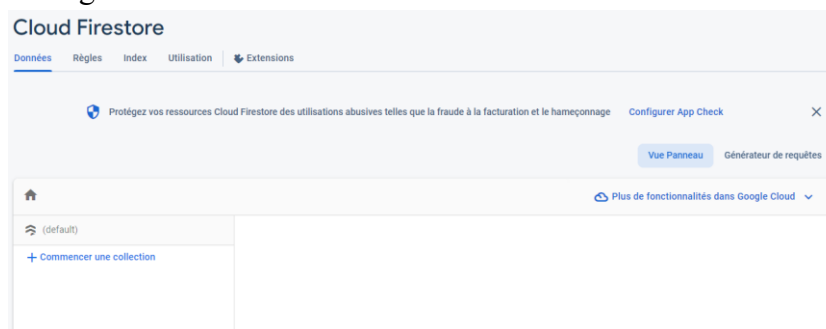 Cloud Firestore
Données Règles Index Utilisation Extensions
Protégez vos ressources Cloud Firestore des utilisations abusives telles que la fraude à la facturation et le hameçonnage Configurer App Check
Vue Panneau Générateur de requêtes
Plus de fonctionnalités dans Google Cloud
(default)
+ Commencer une collection